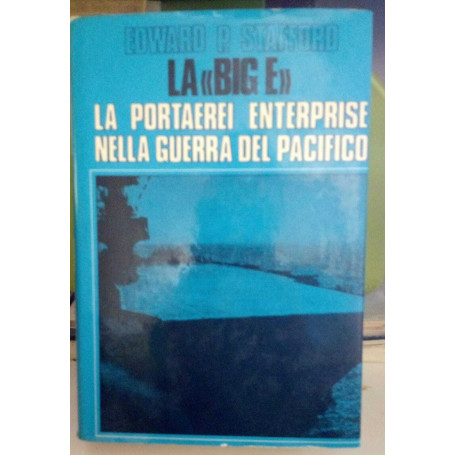 EDWARD P. STAFFORD
LA «BIG E»
LA PORTAEREI ENTERPRISE
NELLA GUERRA DEL PACIFICO